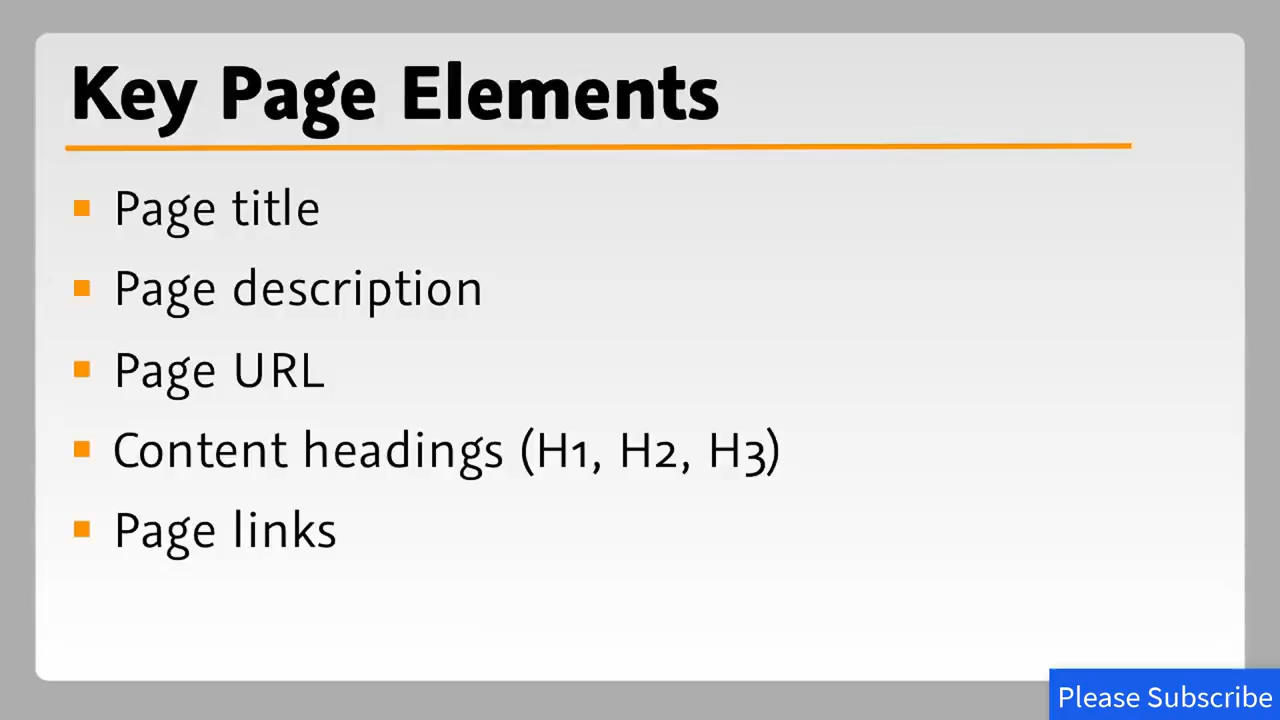 Key Page Elements
Page title
Page description
Page URL
Content headings (H1, H2, H3)
Page links
Please Subscribe